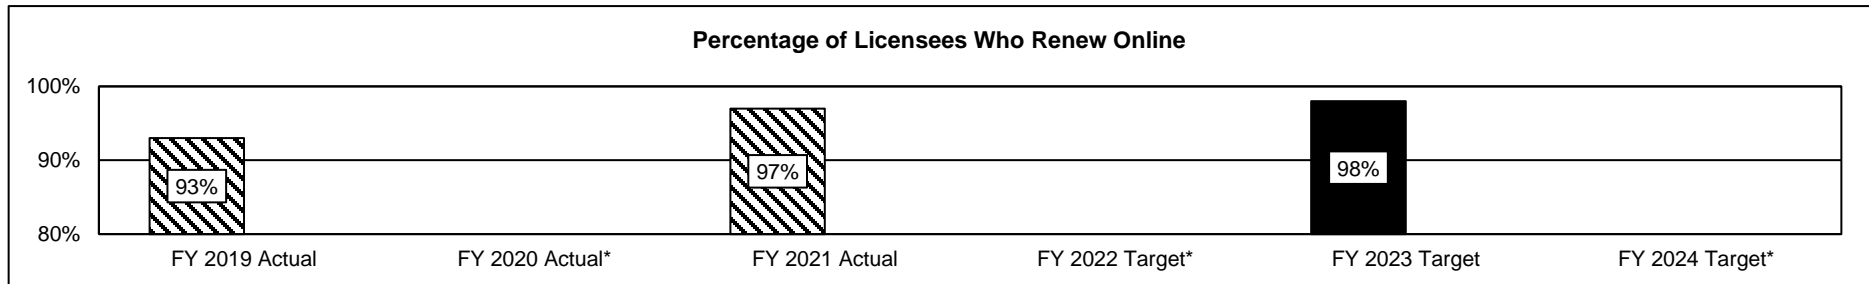 Percentage of Licensees Who Renew Online
100%
90%
80%
93%
97%
98%
FY 2019 Actual
FY 2020 Actual*
FY 2021 Actual
FY 2022 Target*
FY 2023 Target
FY 2024 Target*